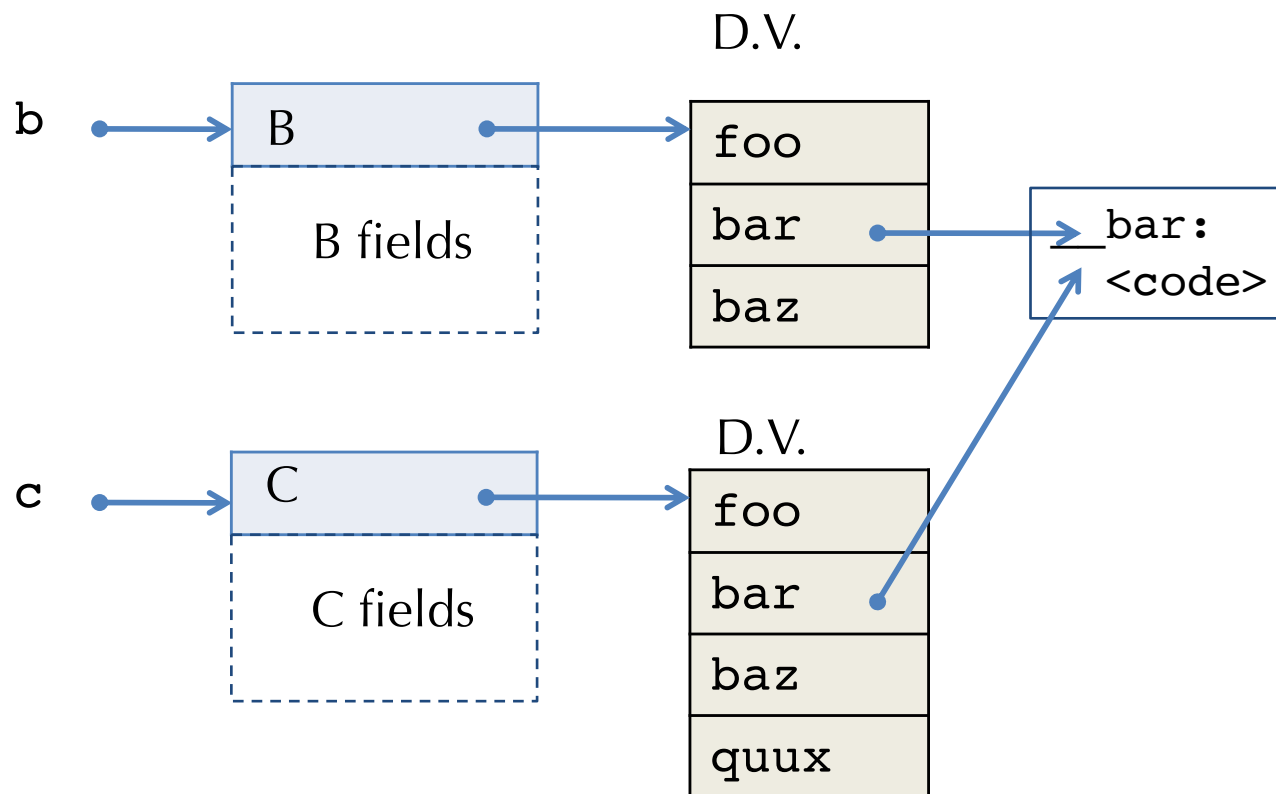 D.V.
b
B
B fields
foo
bar
baz
__bar:
<code>
D.V.
c
C
C fields
foo
bar
baz
quux